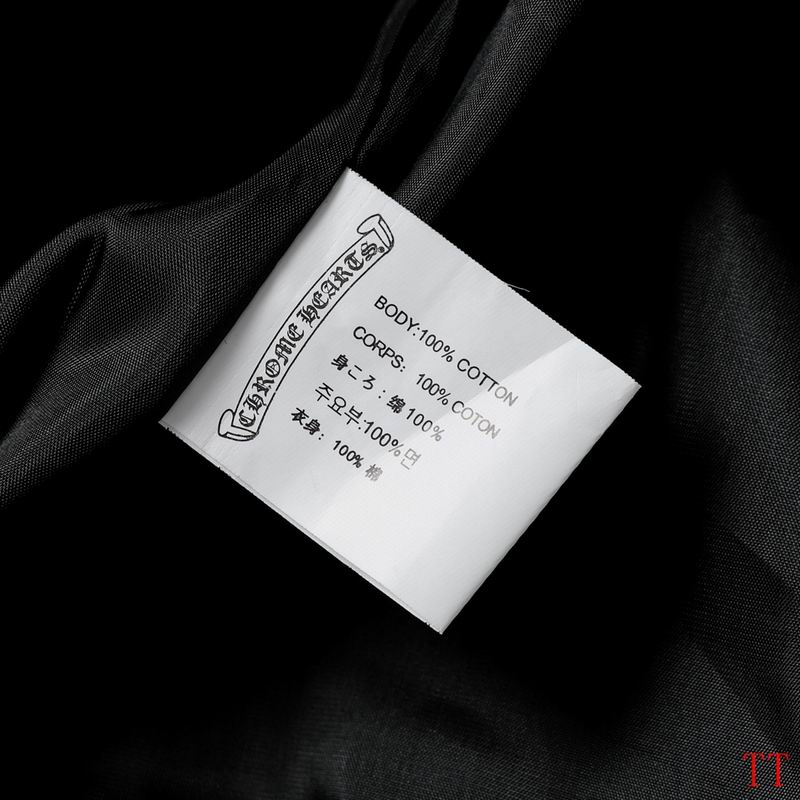 CHROME HEARTS
BODY:100% COTTON
CORPS: 100% COTON
身ころ：綿100%
주요부:100%면
衣身：100% 棉
TT